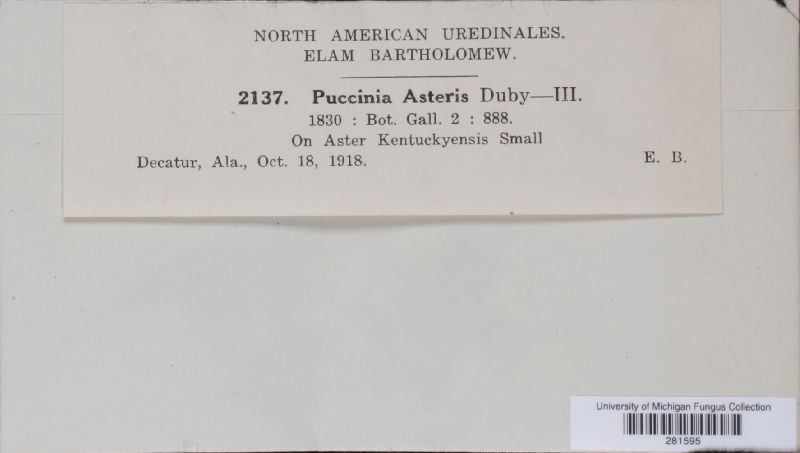 NORTH AMERICAN UREDINALES.
ELAM BARTHOLOMEW.
2137. Puccinia Asteris Duby—III.
1830 : Bot. Gall. 2 : 888.
On Aster Kentuckyensis Small
Decatur, Ala., Oct. 18, 1918. E. B.
University of Michigan Fungus Collection
281595